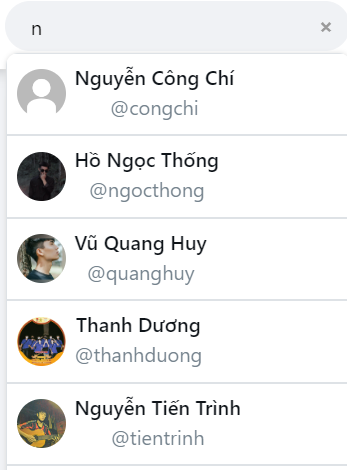 n
Nguyễn Công Chí
@congchi
Hồ Ngọc Thống
@ngocthong
Vũ Quang Huy
@quanghuy
Thanh Dương
@thanhduong
Nguyễn Tiến Trình
@tientrinh